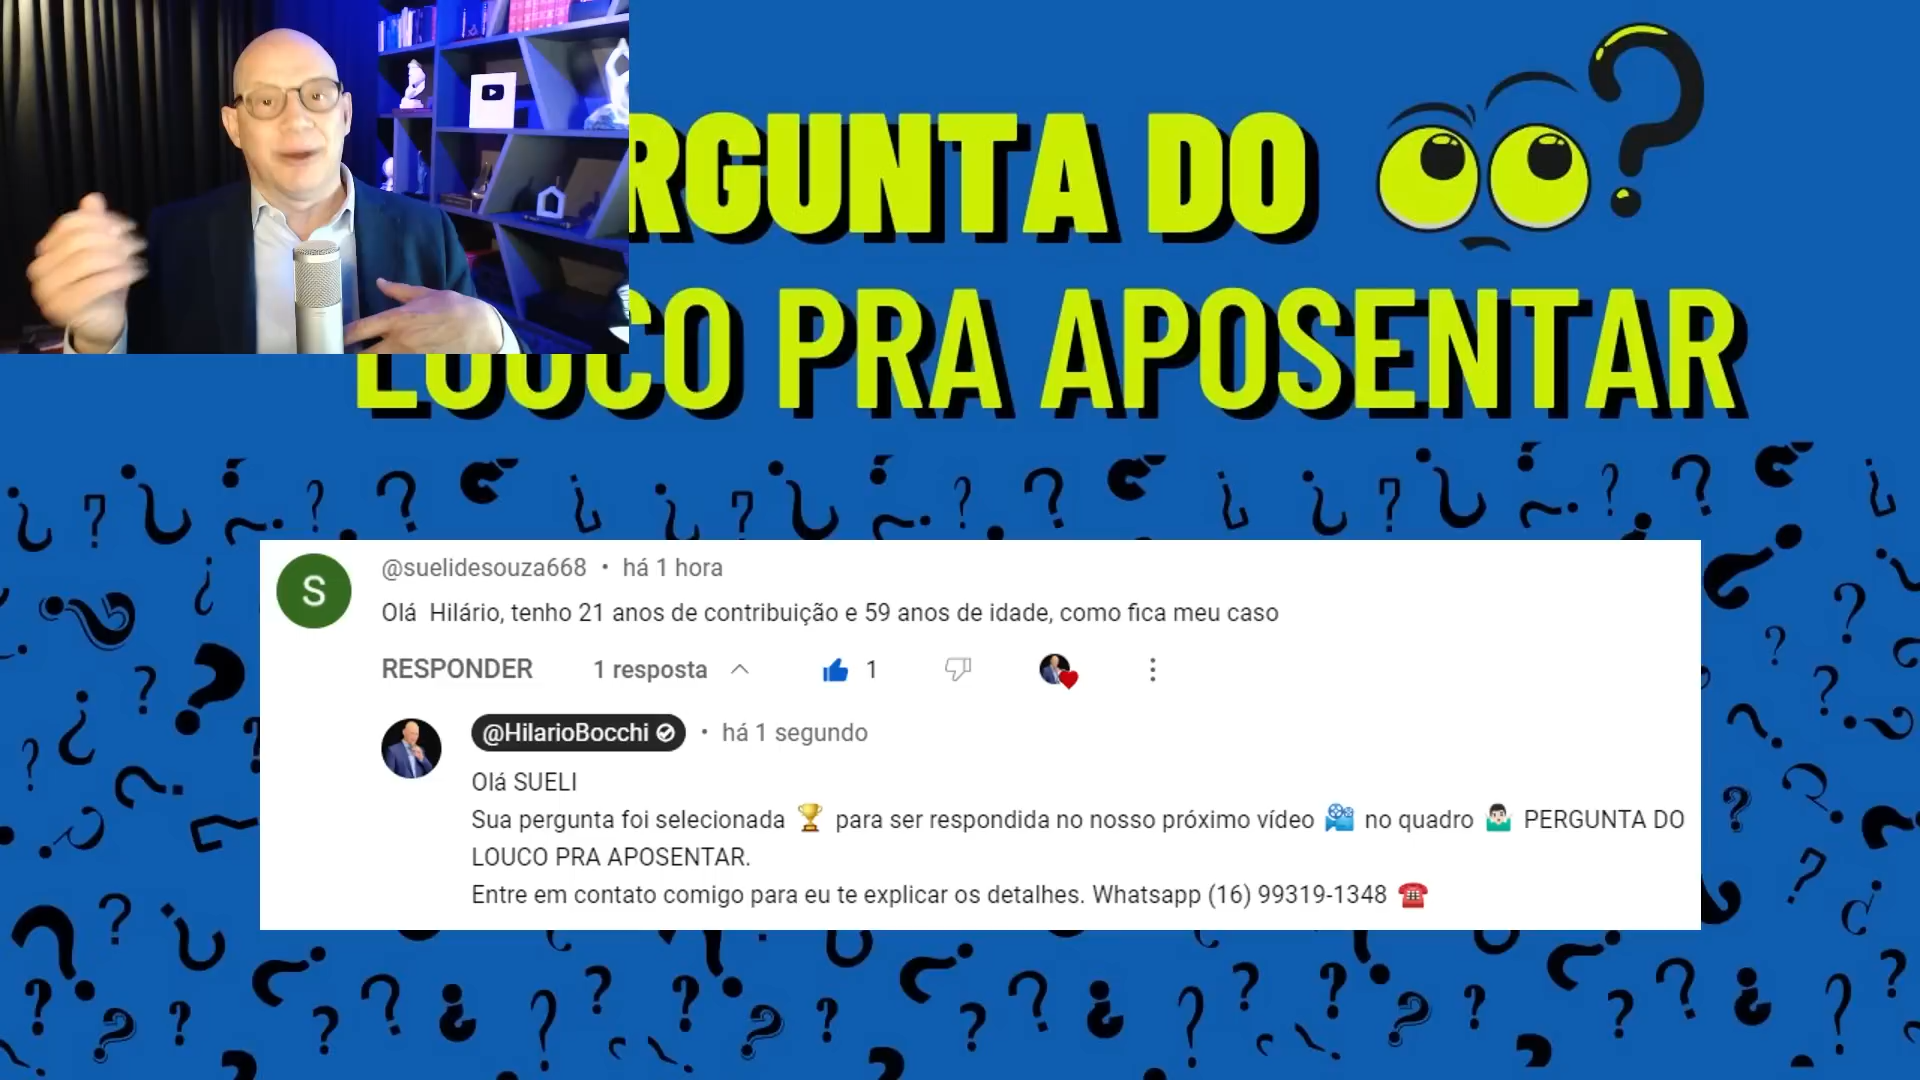 RGUNTA DO
LOUCO PRA APOSENTAR
S
@suelidesouza668 • há 1 hora
Olá Hilário, tenho 21 anos de contribuição e 59 anos de idade, como fica meu caso
RESPONDER 1 resposta 1
@HilarioBocchi • há 1 segundo
Olá SUELI
Sua pergunta foi selecionada 🏆 para ser respondida no nosso próximo vídeo 📽️ no quadro 🤷🏻‍♂️ PERGUNTA DO
LOUCO PRA APOSENTAR.
Entre em contato comigo para eu te explicar os detalhes. Whatsapp (16) 99319-1348 ☎️